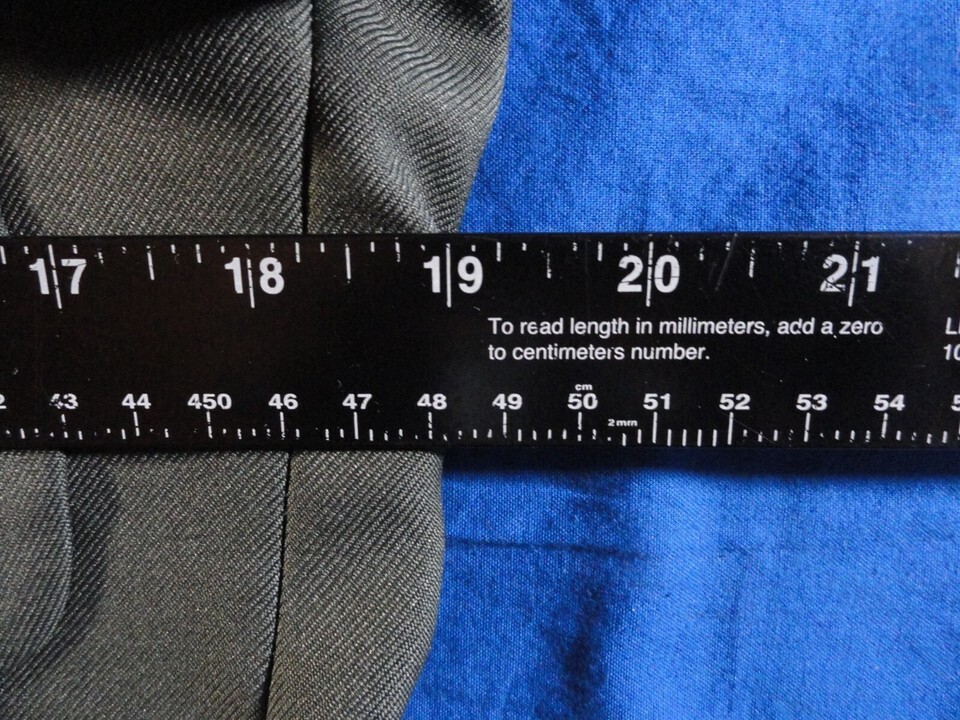 17 18 19 20 21
To read length in millimeters, add a zero
to centimeters number.
cm
43 44 450 46 47 48 49 50 51 52 53 54
2mm